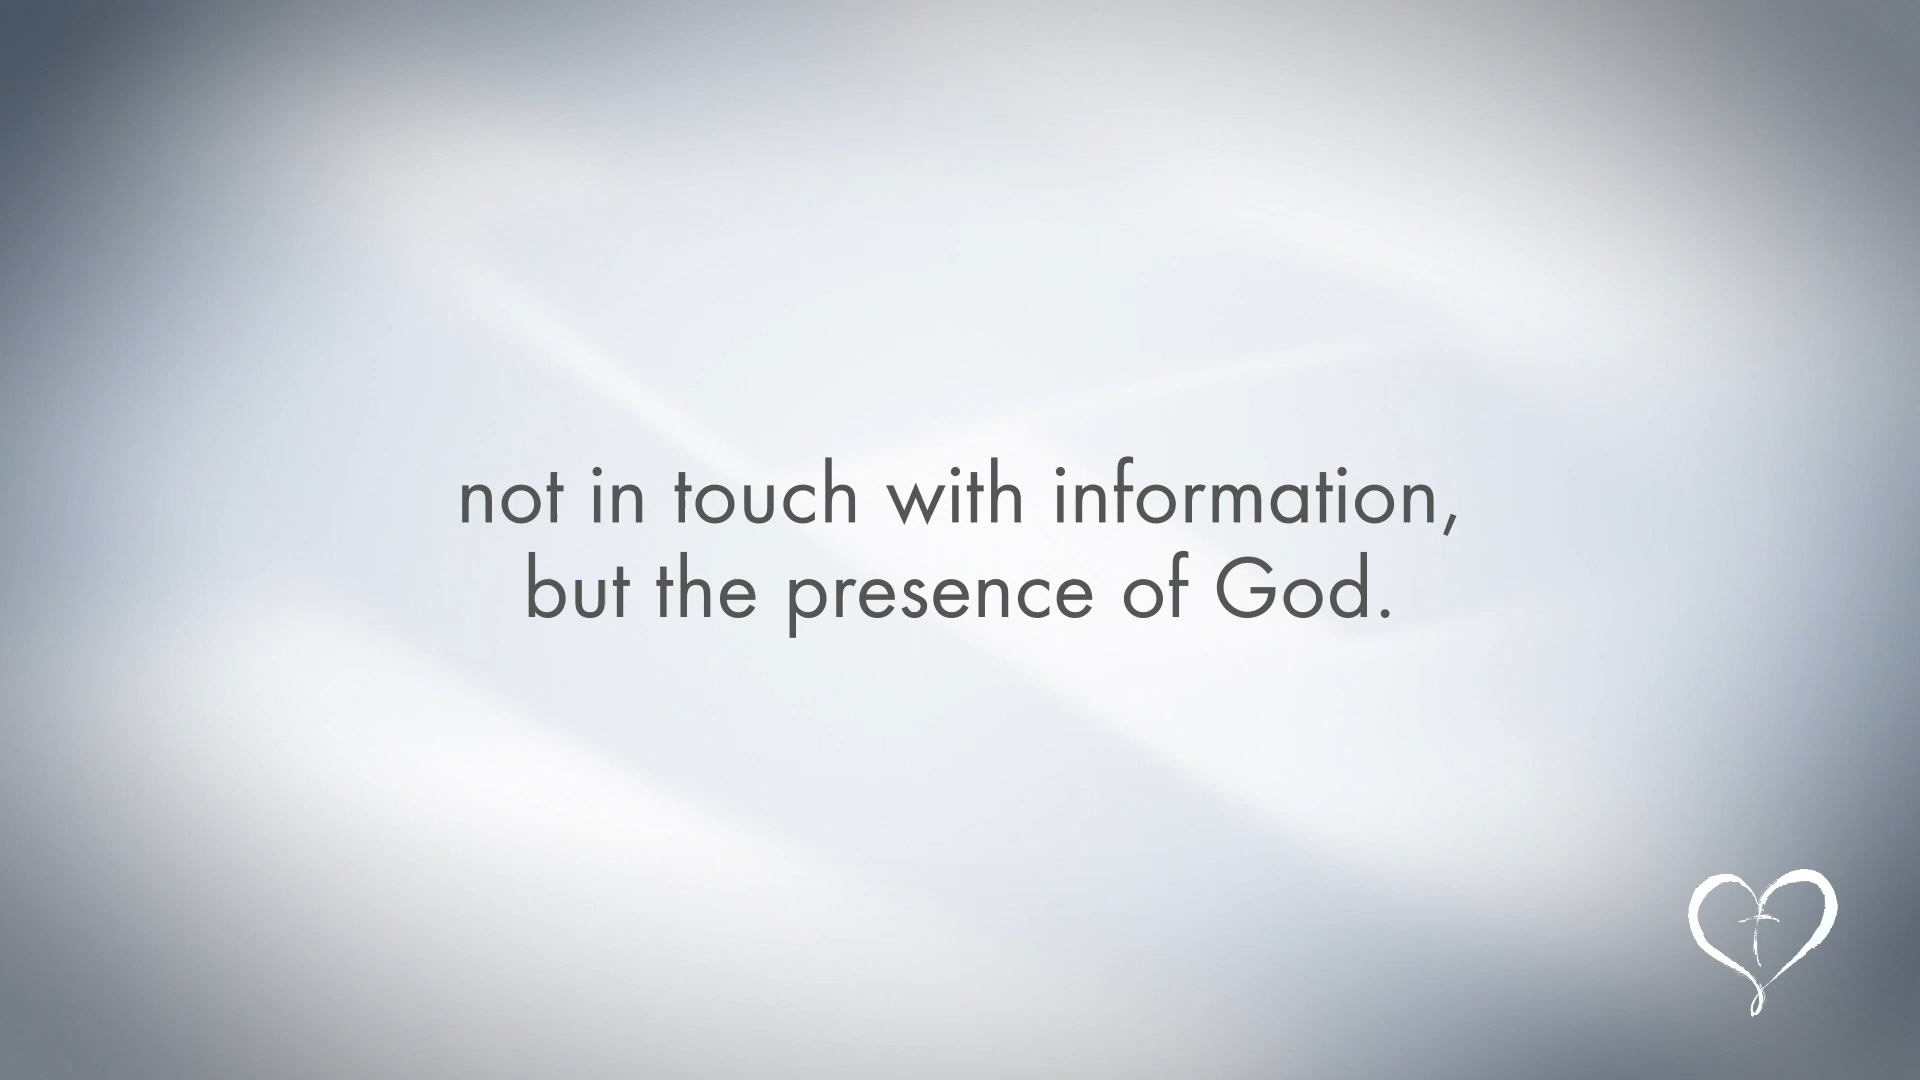 not in touch with information,
but the presence of God.